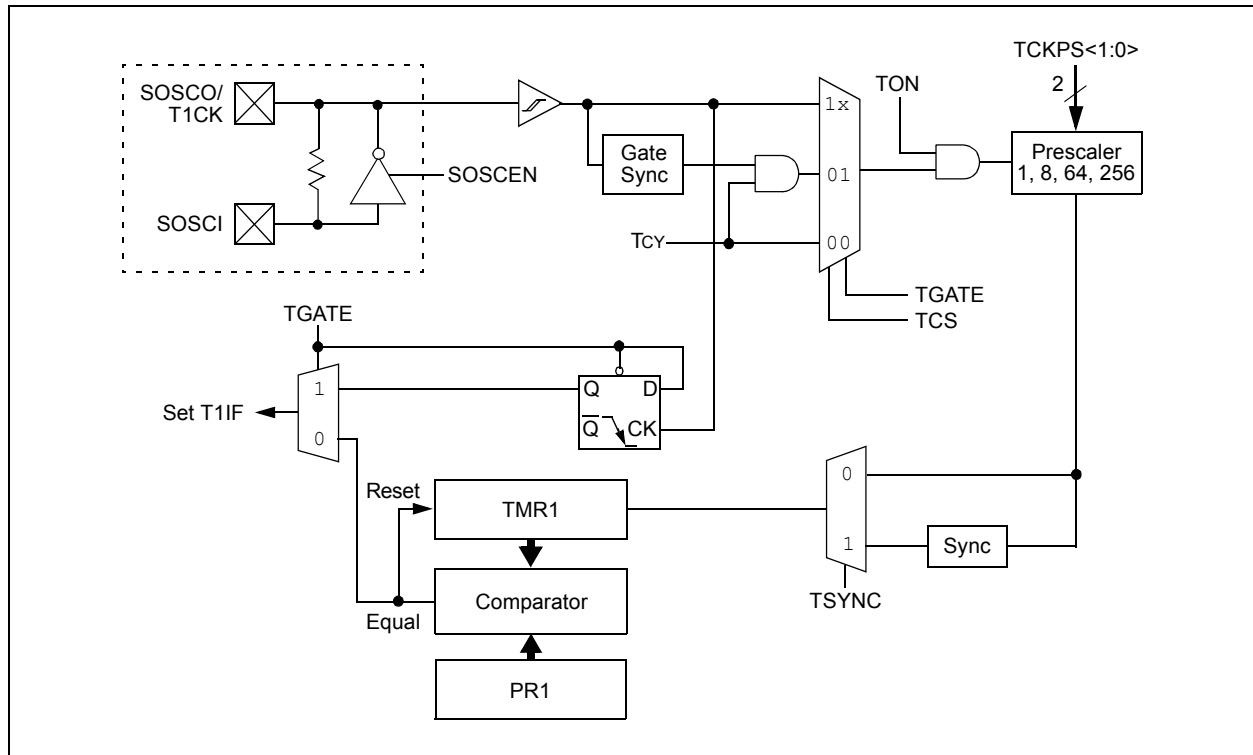 SOSCO/
T1CK
SOSCI
SOSCEN
Gate
Sync
TCY
1x
01
00
TON
TCKPS<1:0>
2
Prescaler
1, 8, 64, 256
TGATE
TCS
TGATE
1
0
Set T1IF
Q
D
Q
CK
Reset
TMR1
Equal
Comparator
PR1
0
1
Sync
TSYNC